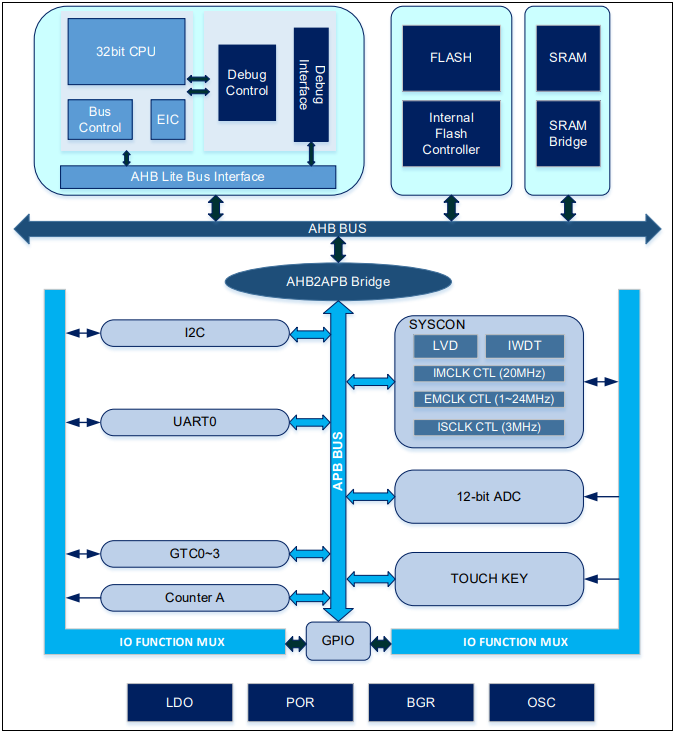 32bit CPU
Bus
Control
EIC
Debug
Control
Debug
Interface
AHB Lite Bus Interface
FLASH
Internal
Flash
Controller
SRAM
SRAM
Bridge
AHB BUS
AHB2APB Bridge
I2C
UART0
GTC0~3
Counter A
APB BUS
SYSCON
LVD
IWDT
IMCLK CTL (20MHz)
EMCLK CTL (1~24MHz)
ISCLK CTL (3MHz)
12-bit ADC
TOUCH KEY
IO FUNCTION MUX
GPIO
IO FUNCTION MUX
LDO
POR
BGR
OSC